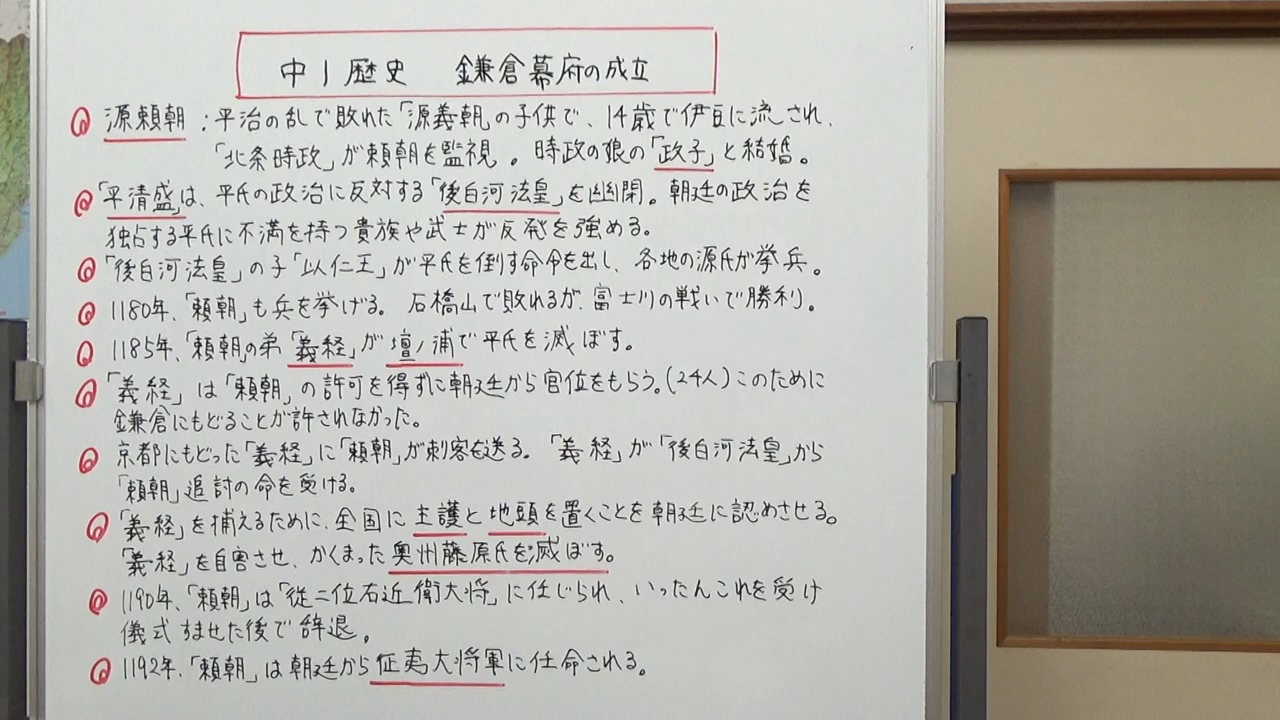 中1歴史 鎌倉幕府の成立
源頼朝:平治の乱で敗れた「源義朝」の子供で、14歳で伊豆に流され、
「北条時政」が頼朝を監視。時政の娘の「政子」と結婚。
「平清盛」は、平氏の政治に反対する「後白河法皇」を幽閉。朝廷の政治を
独占する平氏に不満を持つ貴族や武士が反発を強める。
「後白河法皇」の子「以仁王」が平氏を倒す命令を出し、各地の源氏が挙兵。
1180年、「頼朝」も兵を挙げる。石橋山で敗れるが、富士川の戦いで勝利。
1185年、「頼朝」の弟「義経」が壇ノ浦で平氏を滅ぼす。
「義経」は「頼朝」の許可を得ずに朝廷から官位をもらう。(24人)このために
鎌倉にもどることが許されなかった。
京都にもどった「義経」に「頼朝」が刺客を送る。「義経」が「後白河法皇」から
「頼朝」追討の命を受ける。
「義経」を捕えるために、全国に主護と地頭を置くことを朝廷に認めさせる。
「義経」を自害させ、かくまった奥州藤原氏を滅ぼす。
1190年、「頼朝」は「従二位右近衛大将」に任じられ、いったんこれを受け
儀式すませた後で辞退。
1192年、「頼朝」は朝廷から征夷大将軍に任命される。